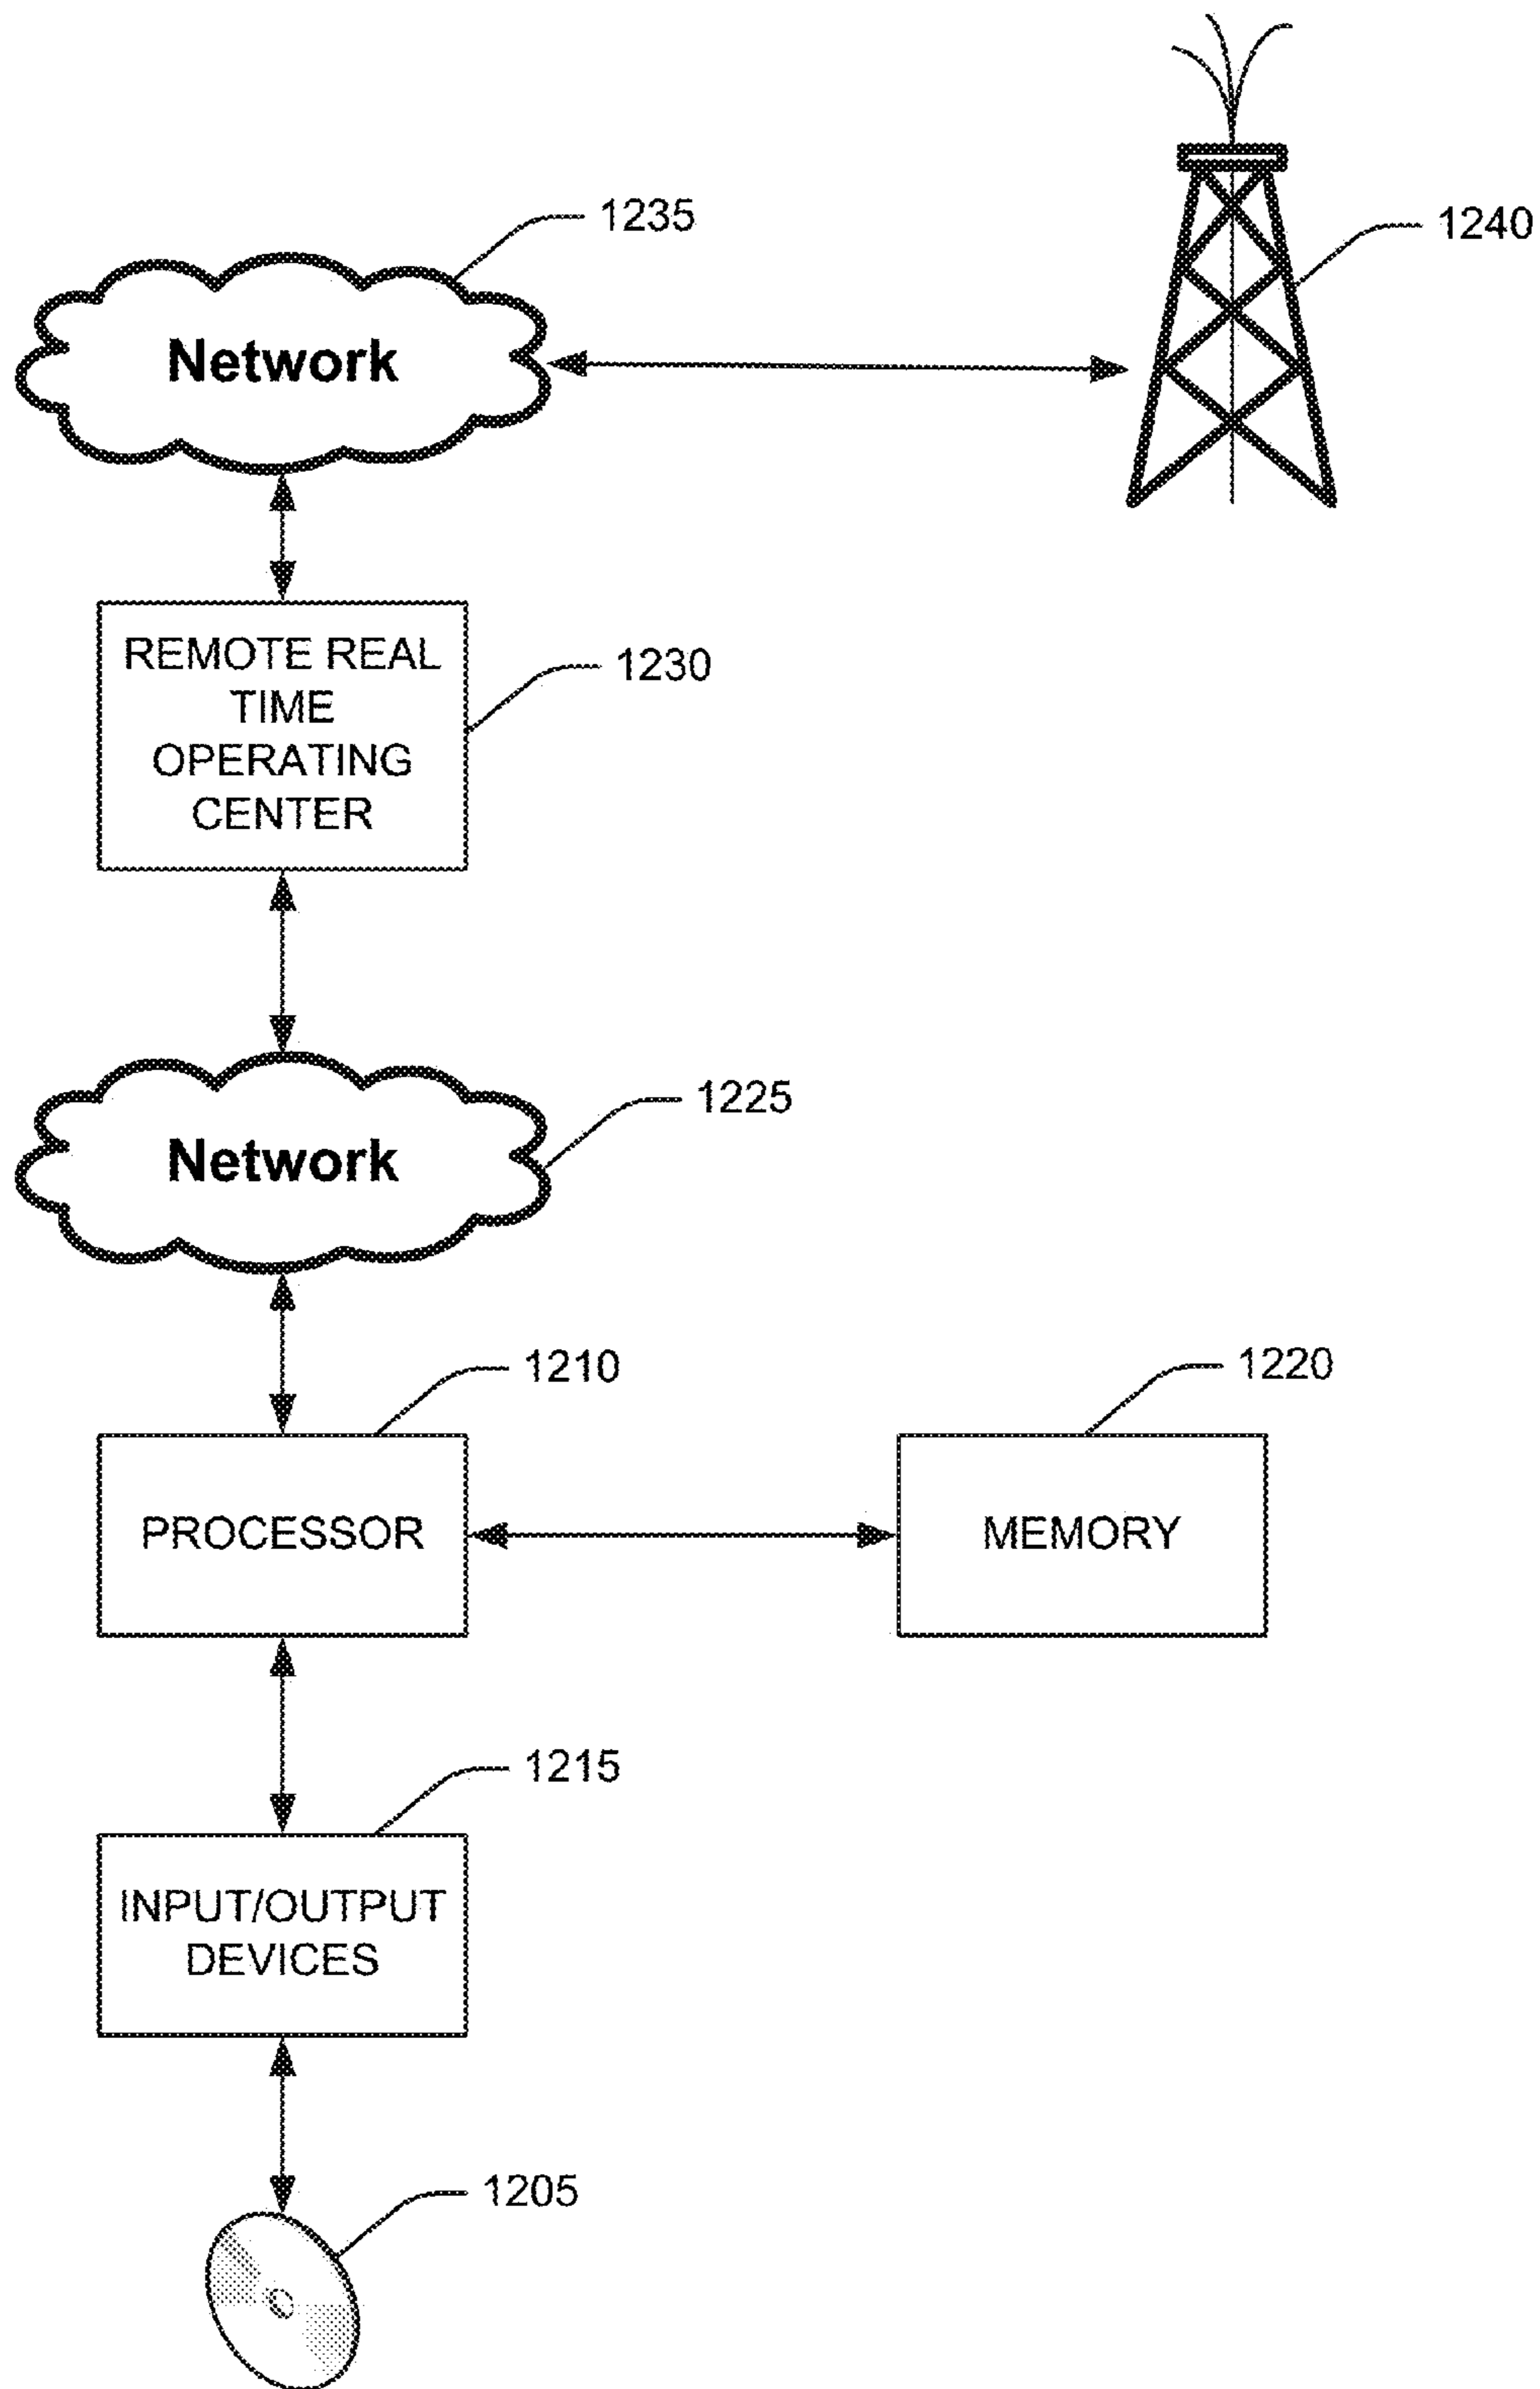 1235
1240
Network
REMOTE REAL
TIME
OPERATING
CENTER
1230
1225
Network
1210
1220
PROCESSOR
MEMORY
1215
INPUT/OUTPUT
DEVICES
1205